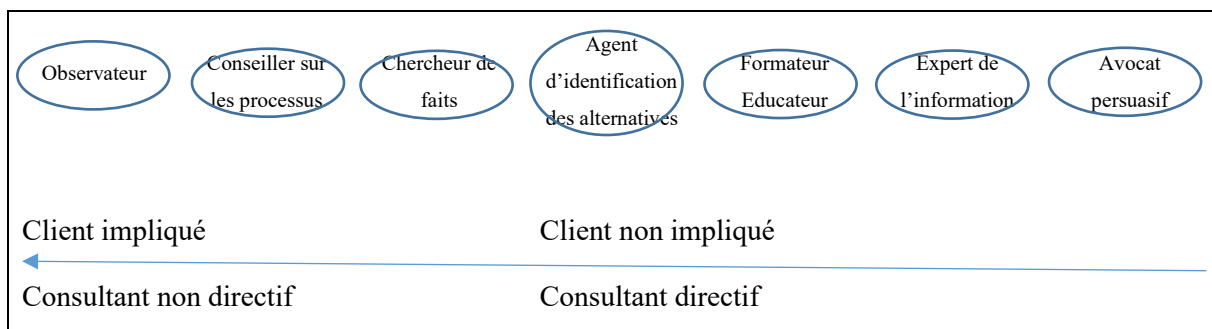 Observateur
Conseiller sur
les processus
Chercheur de
faits
Agent
d’identification
des alternatives
Formateur
Educateur
Expert de
l’information
Avocat
persuasif
Client impliqué
Client non impliqué
Consultant non directif
Consultant directif